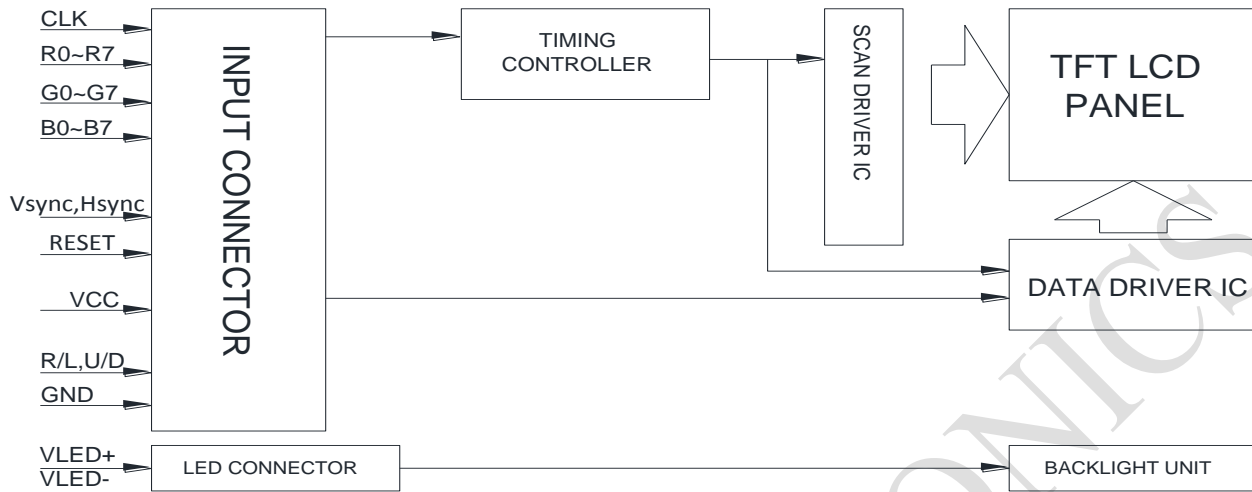 CLK
R0~R7
G0~G7
B0~B7
Vsync,Hsync
RESET
VCC
R/L,U/D
GND
VLED+
VLED-
INPUT CONNECTOR
LED CONNECTOR
TIMING
CONTROLLER
SCAN DRIVER IC
TFT LCD
PANEL
DATA DRIVER IC
BACKLIGHT UNIT
ONICS